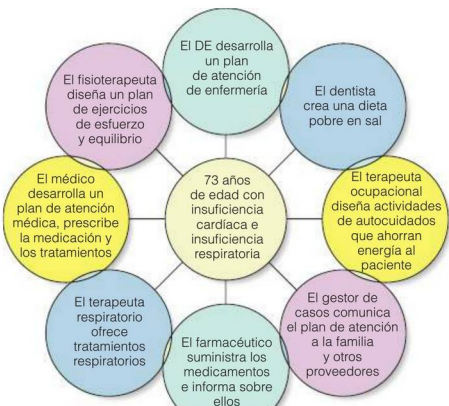 El DE desarrolla
un plan
de atención
de enfermería
El dentista
crea una dieta
pobre en sal
El terapeuta
ocupacional
diseña actividades
de autocuidados
que ahorran
energía al
paciente
El gestor de
casos comunica
el plan de atención
a la familia
y otros
proveedores
El farmacéutico
suministra los
medicamentos
e informa sobre
ellos
El terapeuta
respiratorio
ofrece
tratamientos
respiratorios
El médico
desarrolla un
plan de atención
médica, prescribe
la medicación y
los tratamientos
El fisioterapeuta
diseña un plan
de ejercicios
de esfuerzo
y equilibrio
73 años
de edad con
insuficiencia
cardíaca e
insuficiencia
respiratoria